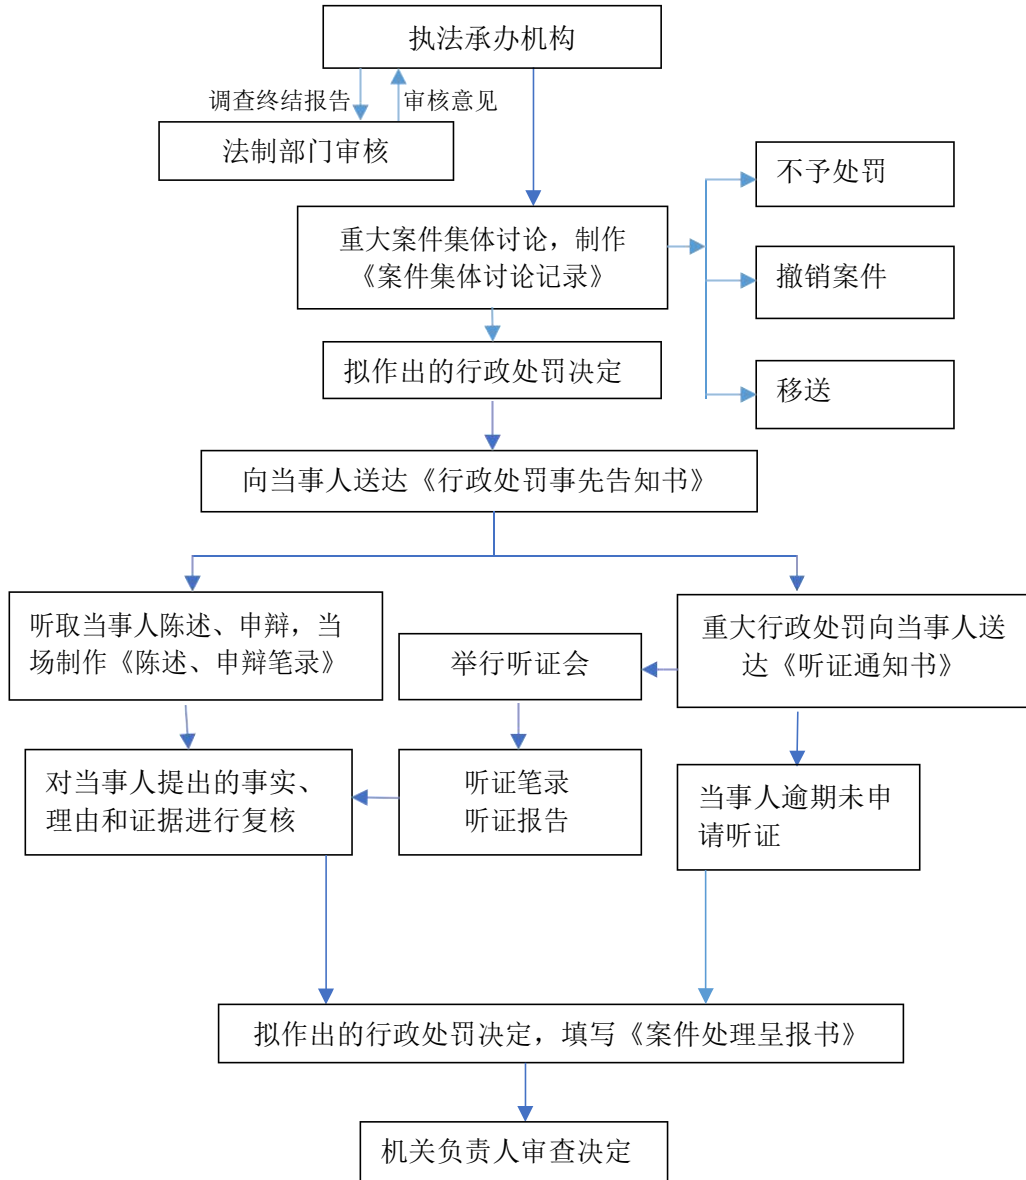 执法承办机构
调查终结报告
审核意见
法制部门审核
不予处罚
重大案件集体讨论，制作
《案件集体讨论记录》
撤销案件
拟作出的行政处罚决定
移送
向当事人送达《行政处罚事先告知书》
听取当事人陈述、申辩，当
场制作《陈述、申辩笔录》
举行听证会
重大行政处罚向当事人送
达《听证通知书》
对当事人提出的事实、
理由和证据进行复核
听证笔录
听证报告
当事人逾期未申
请听证
拟作出的行政处罚决定，填写《案件处理呈报书》
机关负责人审查决定